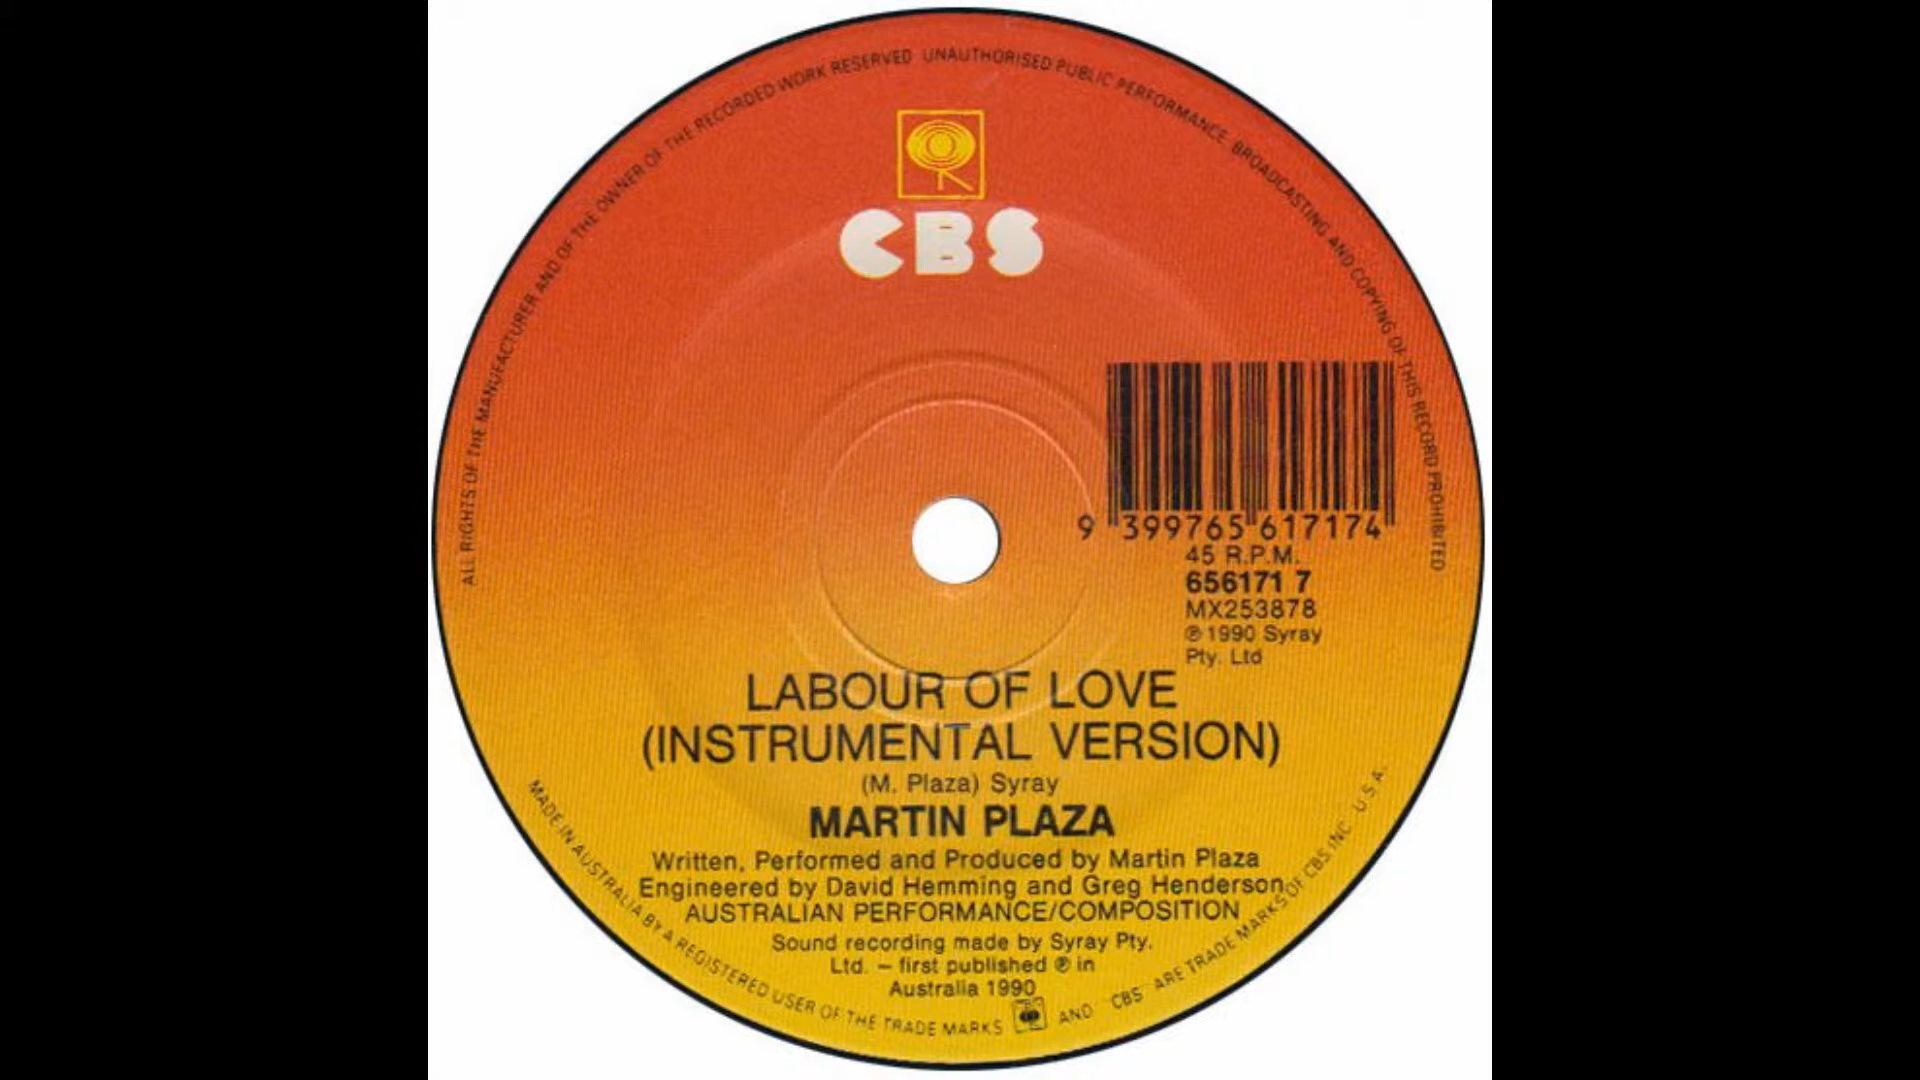 ALL RIGHTS OF THE MANUFACTURER AND OF THE OWNER OF THE RECORDED WORK RESERVED UNAUTHORISED PUBLIC PERFORMANCE BROADCASTING AND COPYING OF THIS RECORD PROHIBITED
CBS
9 399765 617174
45 R.P.M.
656171 7
MX253878
℗ 1990 Syray
Pty. Ltd
LABOUR OF LOVE
(INSTRUMENTAL VERSION)
(M. Plaza) Syray
MARTIN PLAZA
Written, Performed and Produced by Martin Plaza
Engineered by David Hemming and Greg Henderson
AUSTRALIAN PERFORMANCE/COMPOSITION
Sound recording made by Syray Pty.
Ltd. – first published ℗ in
Australia 1990
MADE IN AUSTRALIA BY A REGISTERED USER OF THE TRADE MARKS AND CBS ARE TRADE MARKS OF CBS INC. U.S.A.